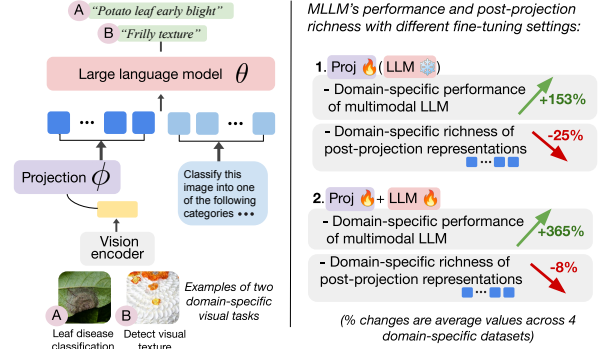 A "Potato leaf early blight"
B "Frilly texture"
Large language model θ
Projection ϕ
Classify this
image into one
of the following
categories •••
Vision
encoder
A
B
Leaf disease
classification
Detect visual
texture
Examples of two
domain-specific
visual tasks
MLLM's performance and post-projection
richness with different fine-tuning settings:
1. Proj 🔥 ( LLM ❄️ )
- Domain-specific performance
of multimodal LLM
+153%
- Domain-specific richness of
post-projection representations
-25%
2. Proj 🔥 + LLM 🔥
- Domain-specific performance
of multimodal LLM
+365%
- Domain-specific richness of
post-projection representations
-8%
(% changes are average values across 4
domain-specific datasets)